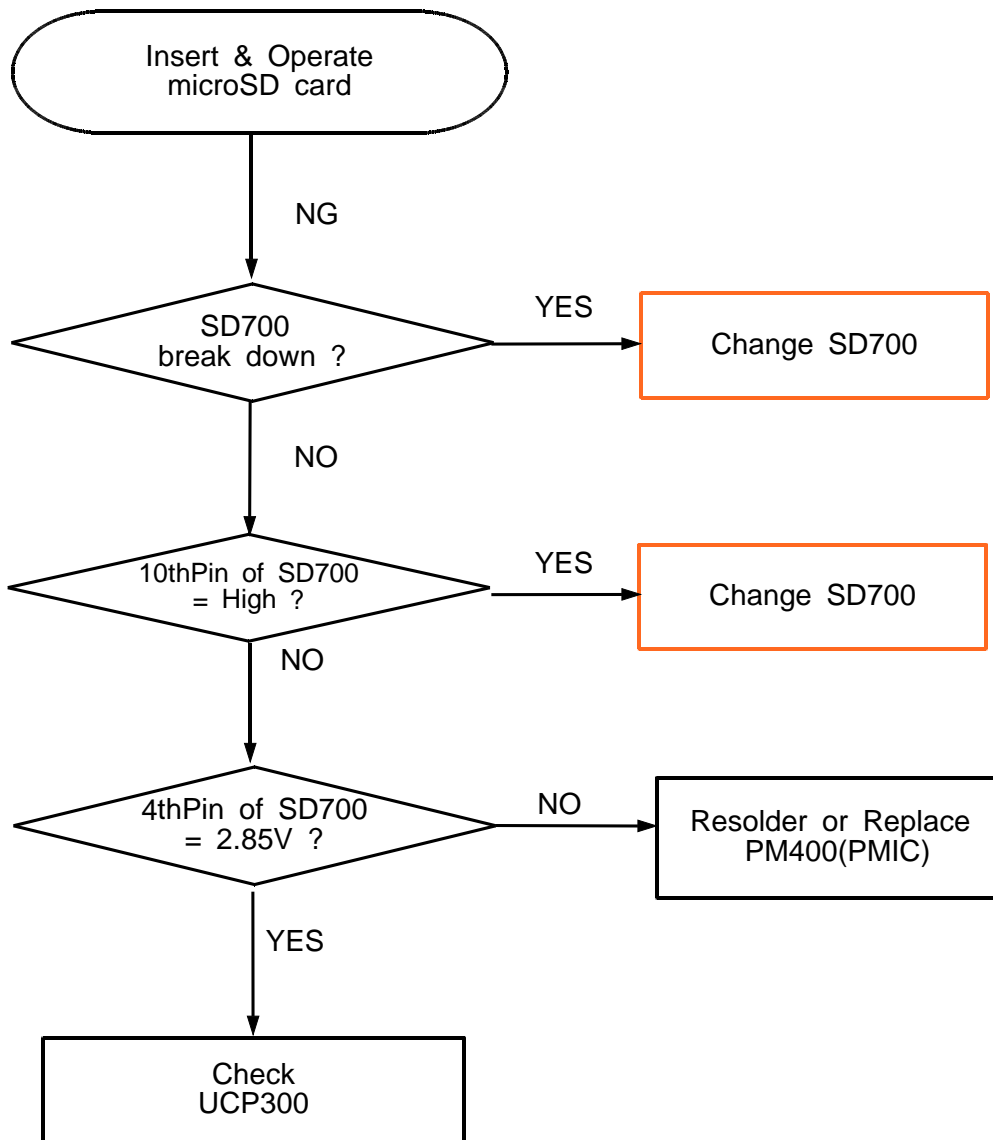 Insert & Operate
microSD card
NG
SD700
break down ?
YES
Change SD700
NO
10thPin of SD700
= High ?
YES
Change SD700
NO
4thPin of SD700
= 2.85V ?
NO
Resolder or Replace
PM400(PMIC)
YES
Check
UCP300